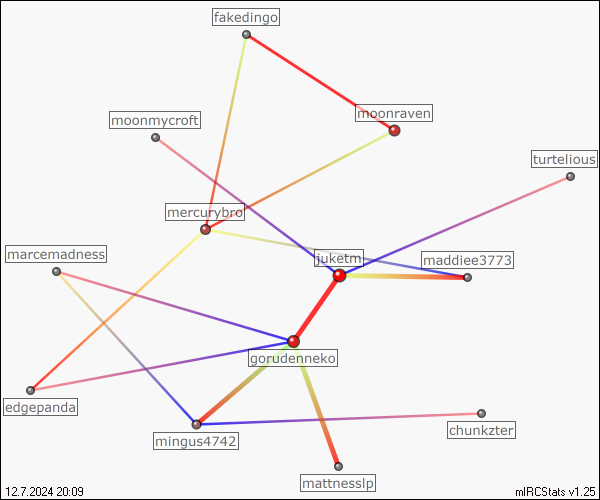 fakedingo
moonraven
moonmycroft
turtelious
mercurybro
marcemadness
juketm
maddiee3773
gorudenneko
edgepanda
mingus4742
chunkzter
mattnesslp
12.7.2024 20:09
mIRCStats v1.25